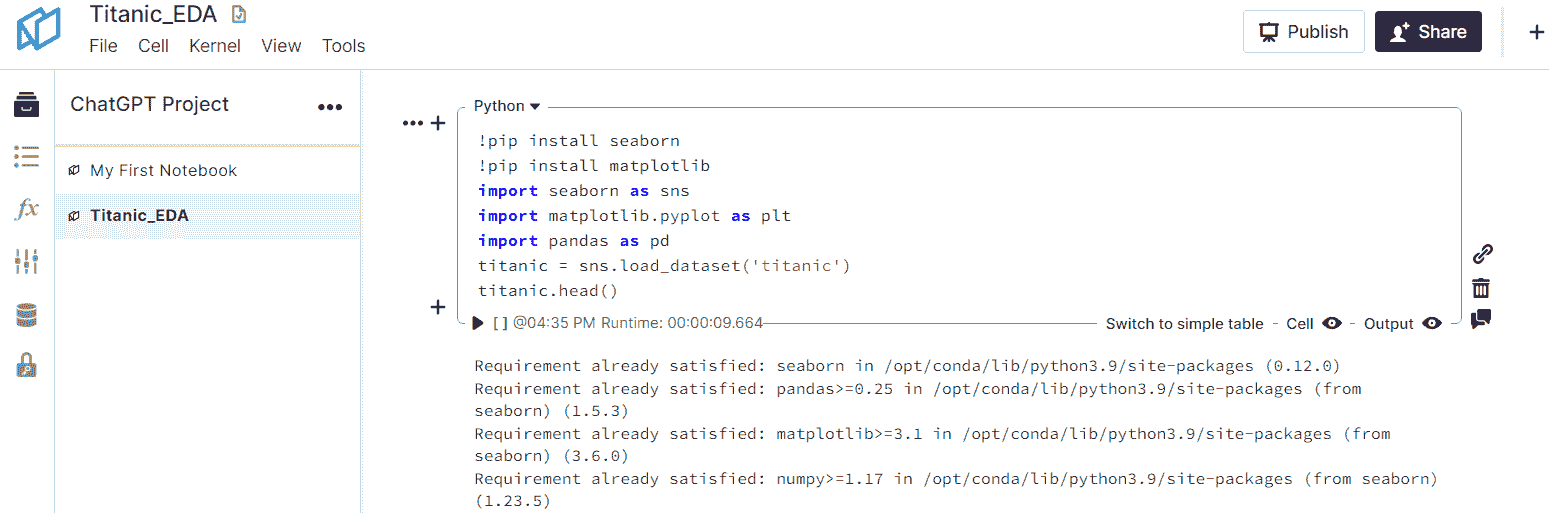 Titanic_EDA
File Cell Kernel View Tools
Publish
Share
ChatGPT Project
My First Notebook
Titanic_EDA
fx
Python
!pip install seaborn
!pip install matplotlib
import seaborn as sns
import matplotlib.pyplot as plt
import pandas as pd
titanic = sns.load_dataset('titanic')
titanic.head()
[ ] @04:35 PM Runtime: 00:00:09.664
Switch to simple table - Cell - Output
Requirement already satisfied: seaborn in /opt/conda/lib/python3.9/site-packages (0.12.0)
Requirement already satisfied: pandas>=0.25 in /opt/conda/lib/python3.9/site-packages (from
seaborn) (1.5.3)
Requirement already satisfied: matplotlib>=3.1 in /opt/conda/lib/python3.9/site-packages (from
seaborn) (3.6.0)
Requirement already satisfied: numpy>=1.17 in /opt/conda/lib/python3.9/site-packages (from seaborn)
(1.23.5)